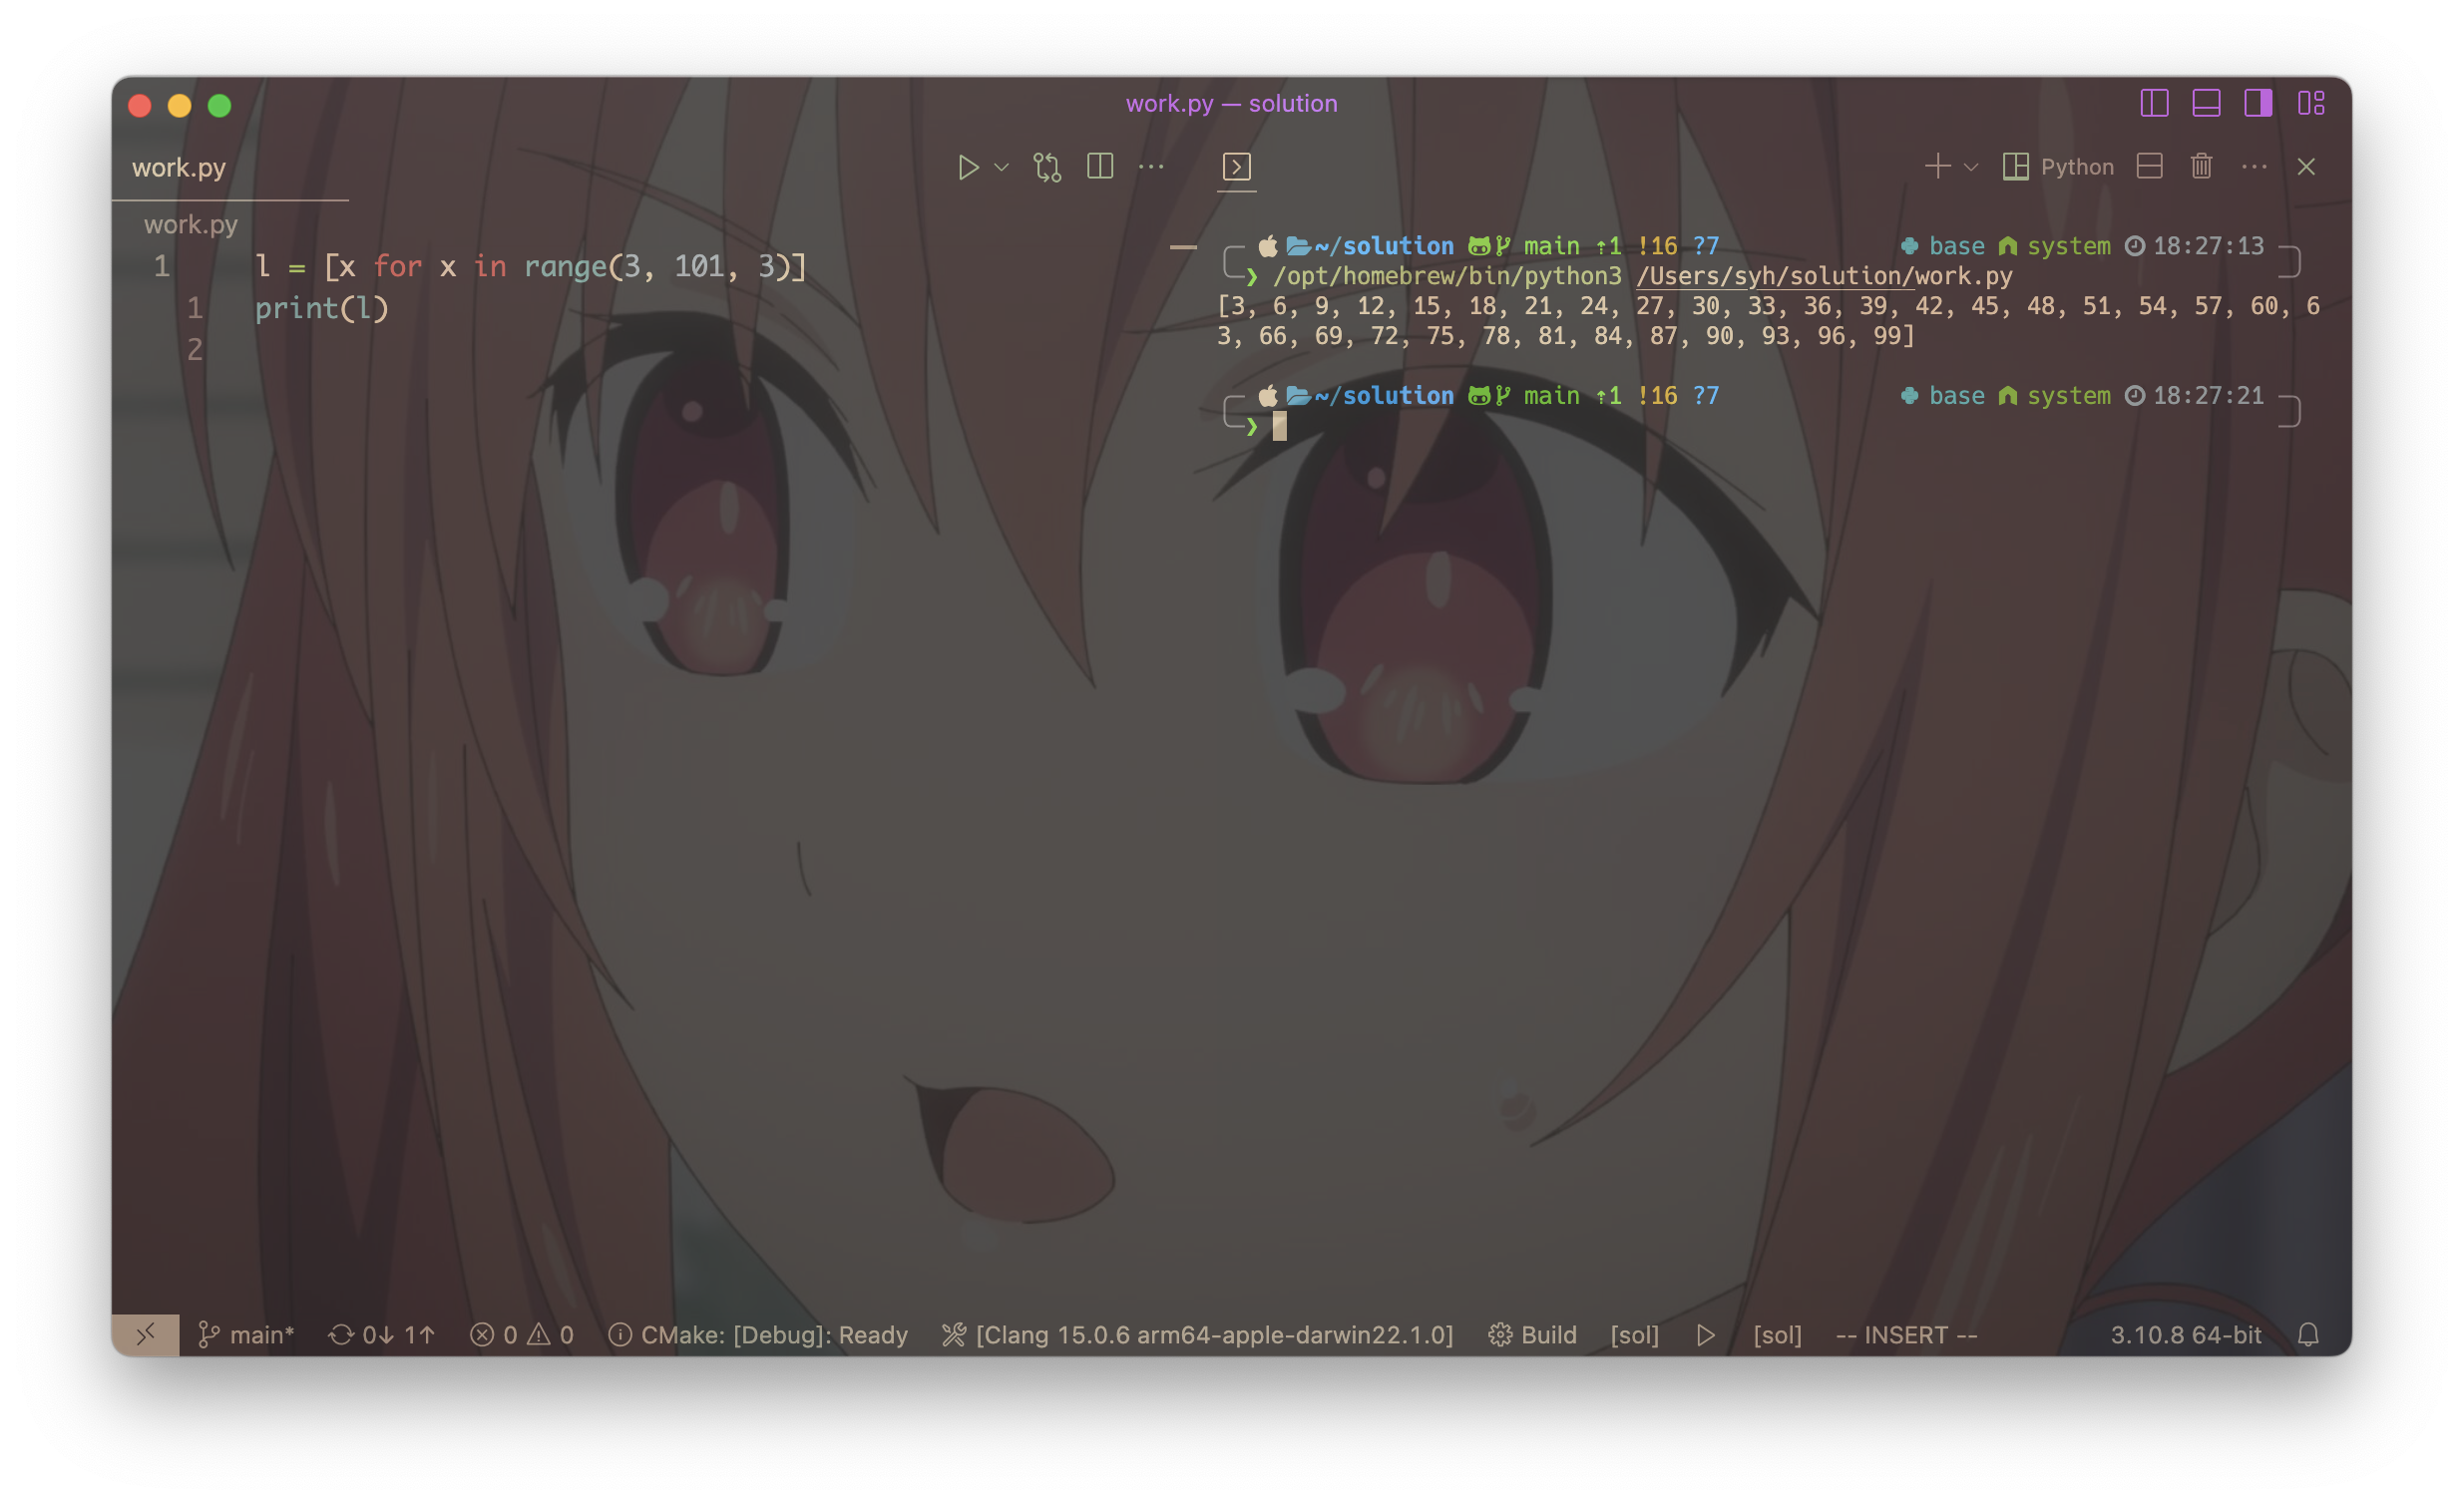 work.py — solution
work.py
Python
work.py
1 l = [x for x in range(3, 101, 3)]
1 print(l)
2
~/solution main ⇡1 !16 ?7 base system 18:27:13
❯ /opt/homebrew/bin/python3 /Users/syh/solution/work.py
[3, 6, 9, 12, 15, 18, 21, 24, 27, 30, 33, 36, 39, 42, 45, 48, 51, 54, 57, 60, 6
3, 66, 69, 72, 75, 78, 81, 84, 87, 90, 93, 96, 99]
~/solution main ⇡1 !16 ?7 base system 18:27:21
❯
main* 0↓ 1↑ 0 0 CMake: [Debug]: Ready [Clang 15.0.6 arm64-apple-darwin22.1.0] Build [sol] [sol] -- INSERT -- 3.10.8 64-bit